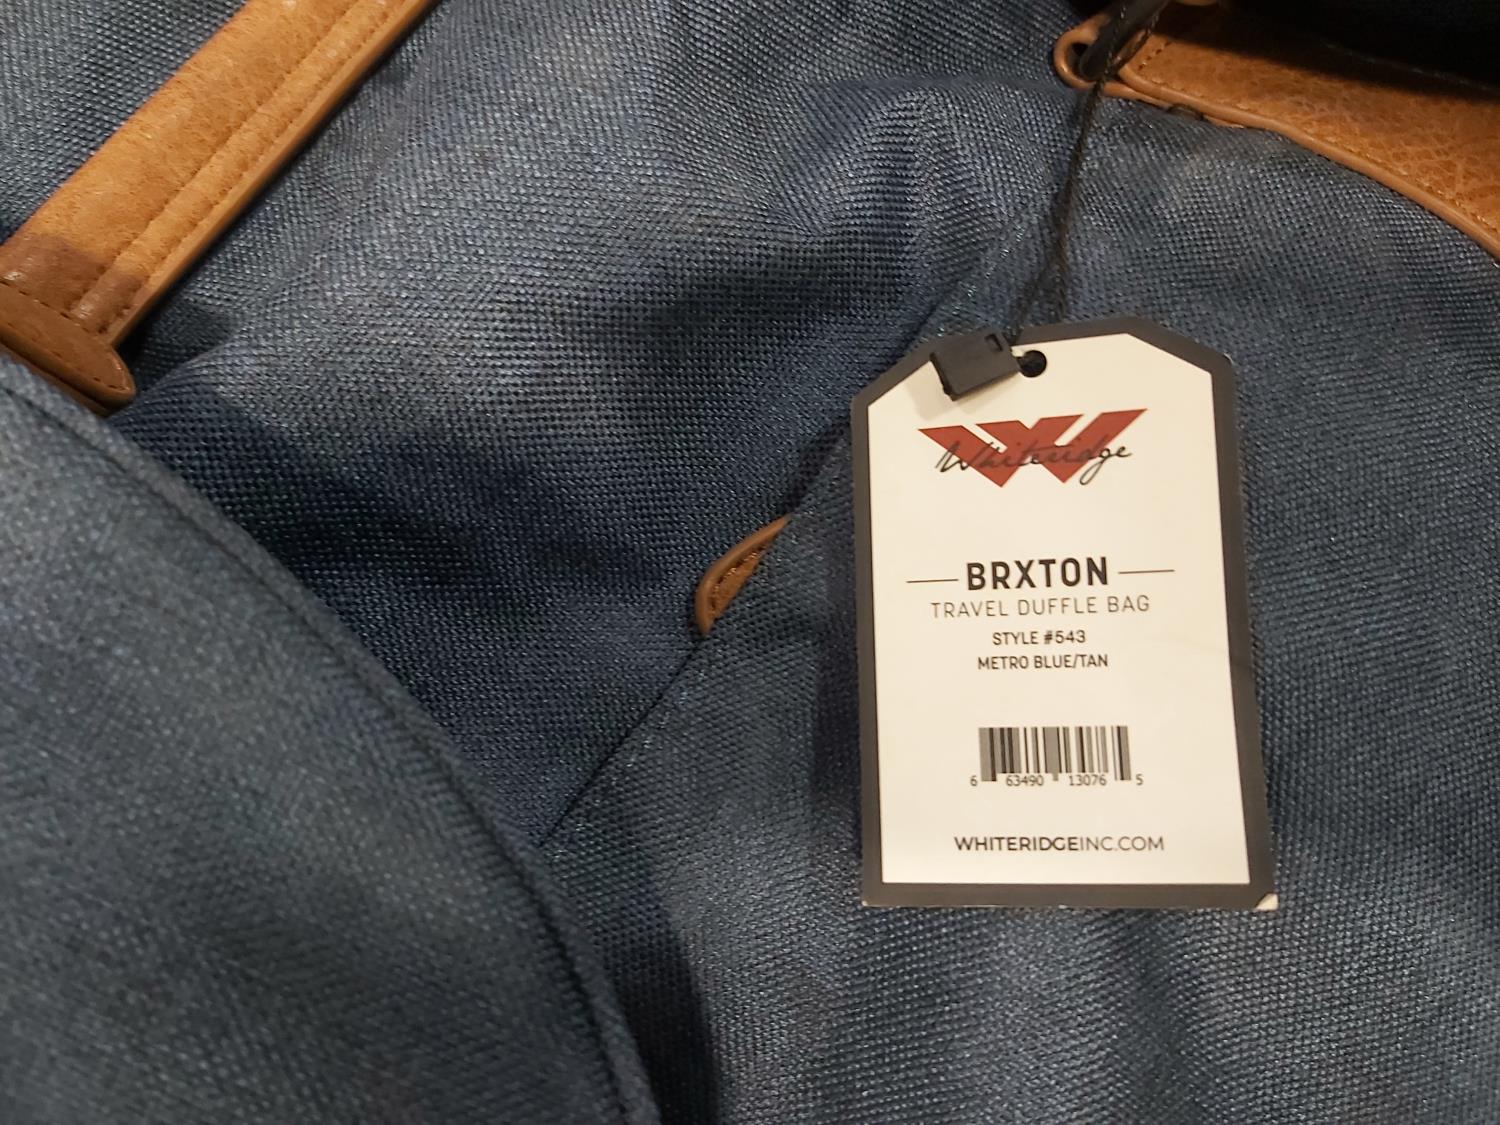 Whiteridge
BRXTON
TRAVEL DUFFLE BAG
STYLE #543
METRO BLUE/TAN
6 63490 13076 5
WHITERIDGEINC.COM